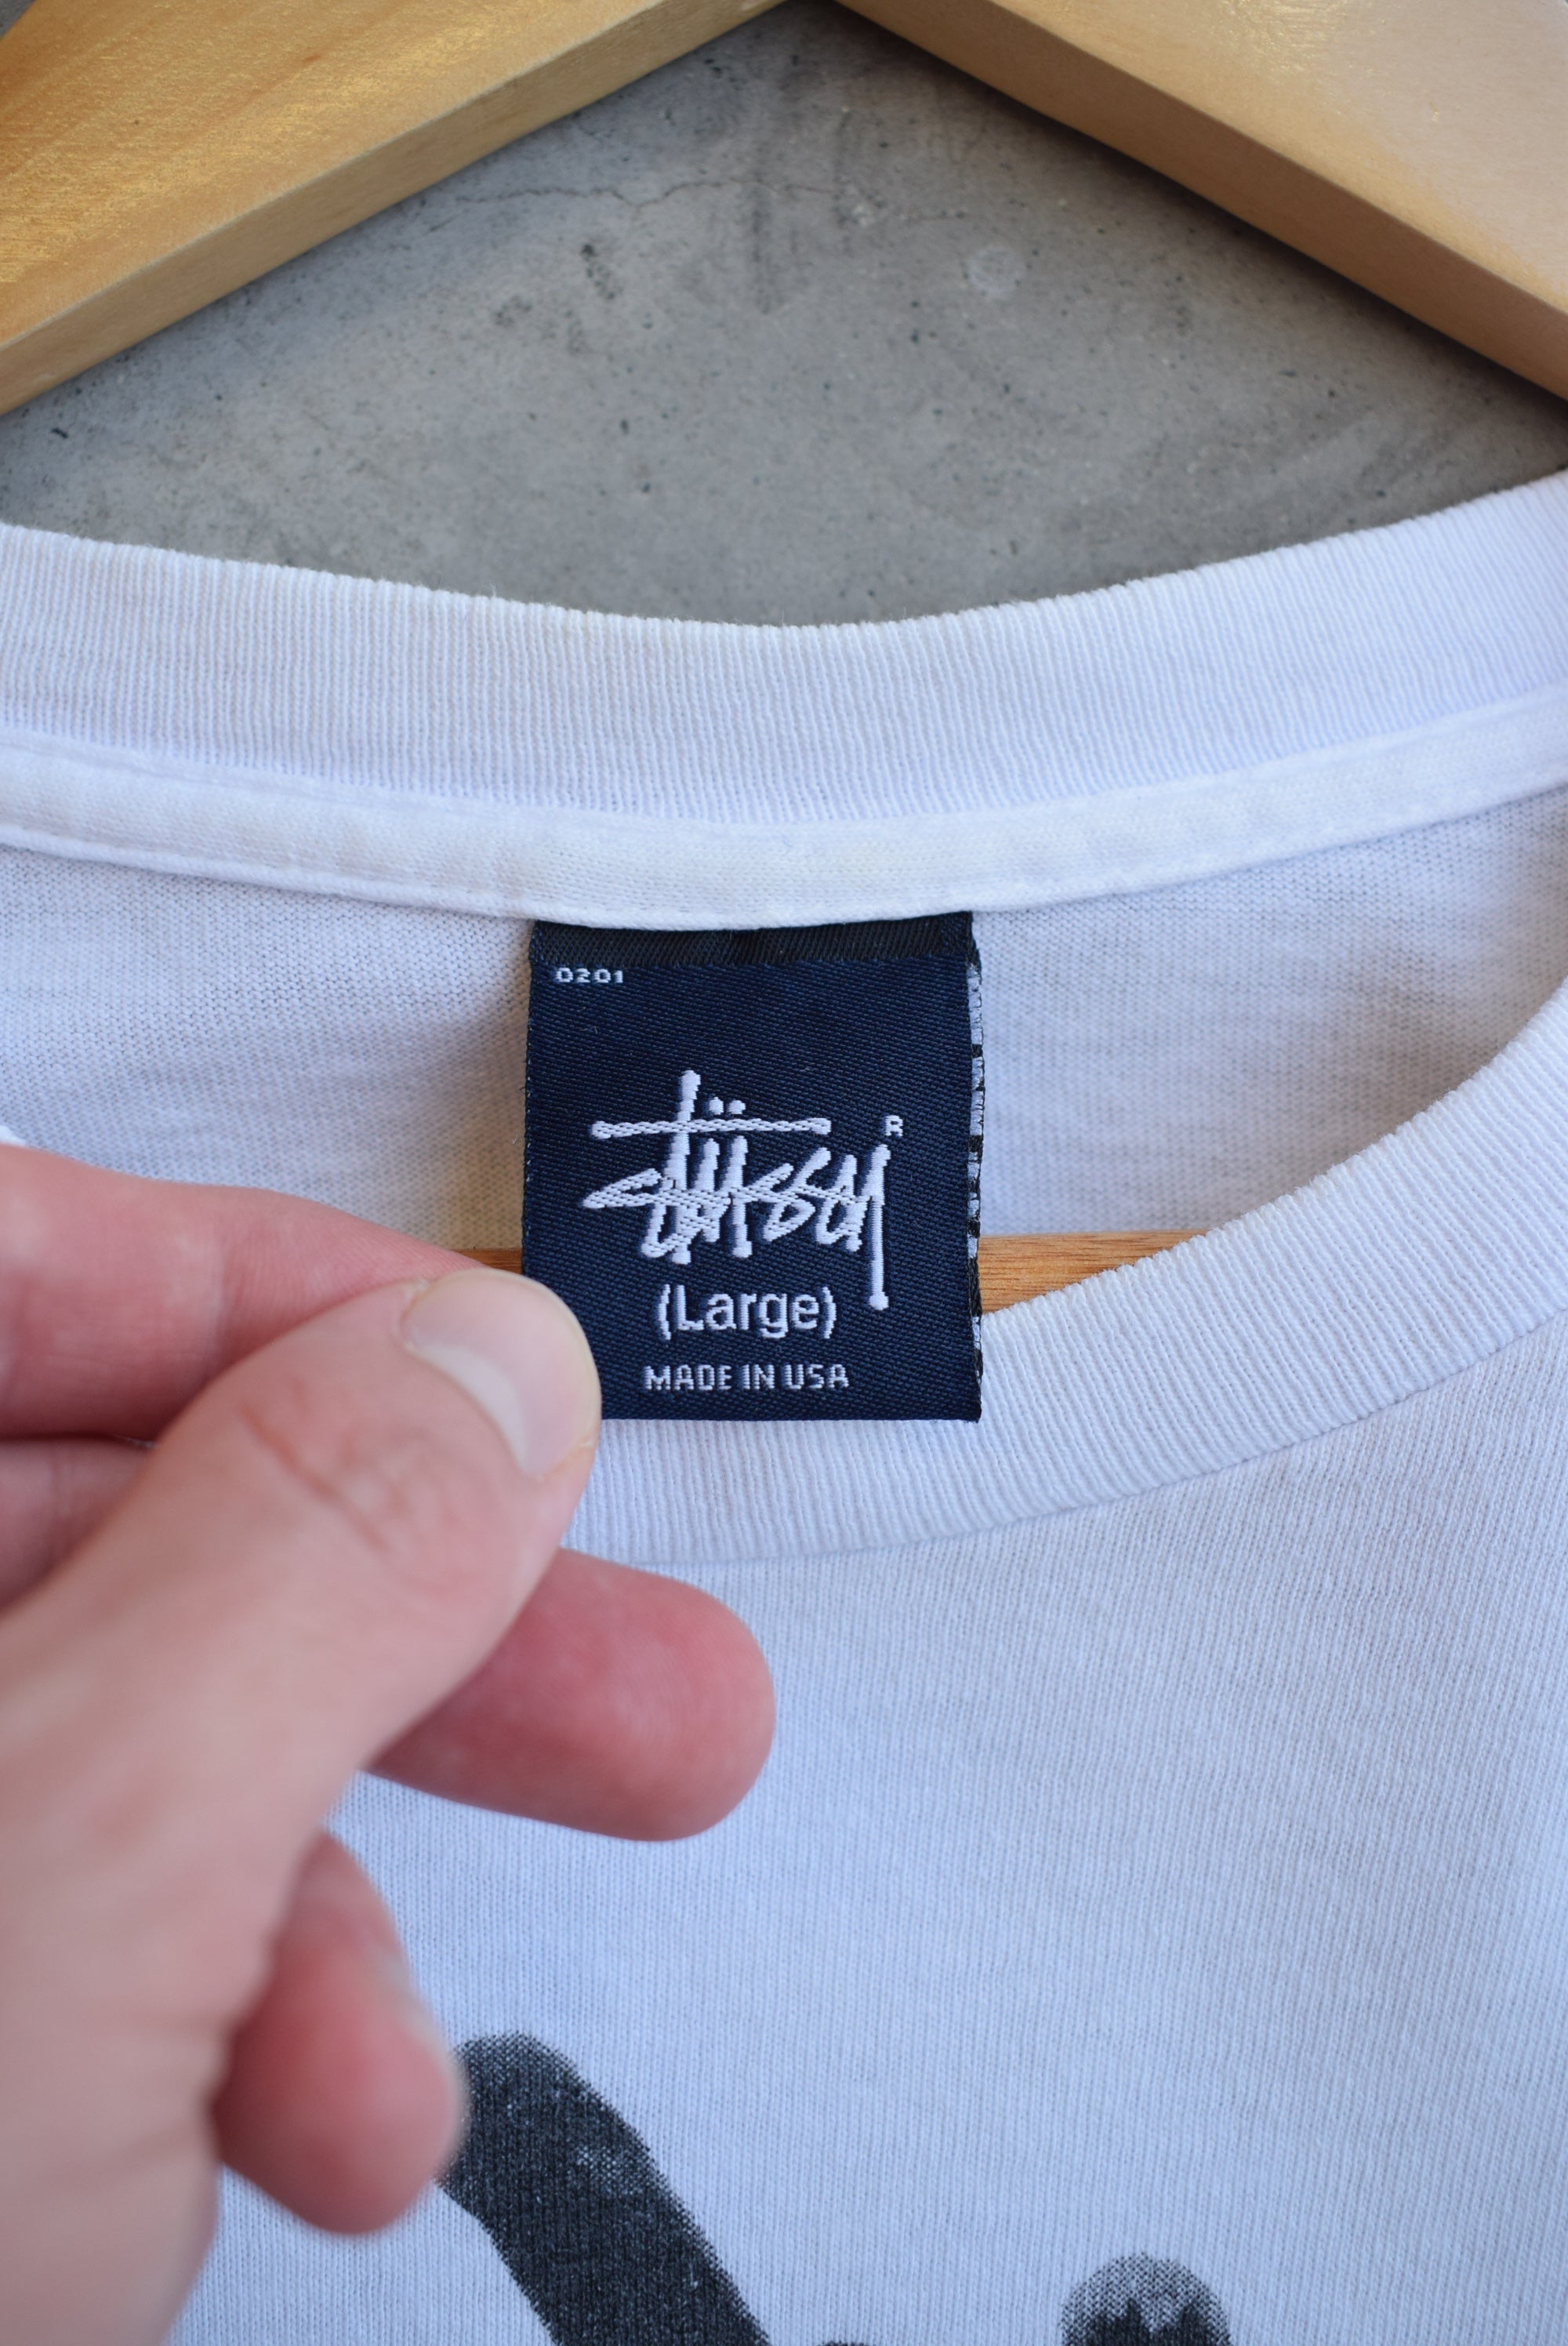 0201
Stüssy
R
(Large)
MADE IN USA